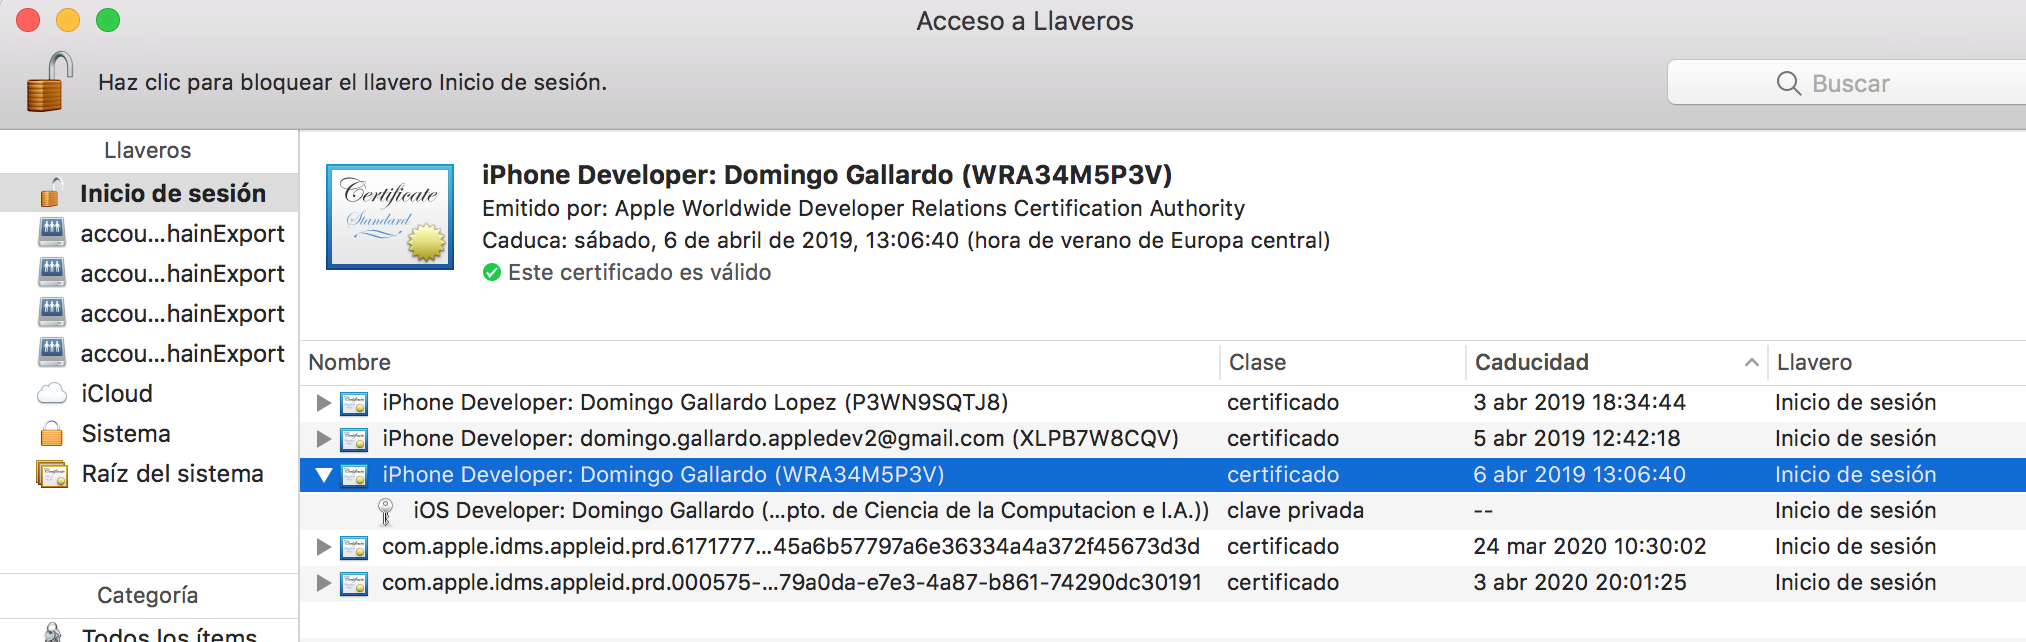 Acceso a Llaveros
Haz clic para bloquear el llavero Inicio de sesión.
Buscar
Llaveros
Inicio de sesión
accou...hainExport
accou...hainExport
accou...hainExport
accou...hainExport
iCloud
Sistema
Raíz del sistema
Categoría
Todos los ítems
Certificate
Standard
iPhone Developer: Domingo Gallardo (WRA34M5P3V)
Emitido por: Apple Worldwide Developer Relations Certification Authority
Caduca: sábado, 6 de abril de 2019, 13:06:40 (hora de verano de Europa central)
Este certificado es válido
Nombre Clase Caducidad Llavero
iPhone Developer: Domingo Gallardo Lopez (P3WN9SQTJ8) certificado 3 abr 2019 18:34:44 Inicio de sesión
iPhone Developer: domingo.gallardo.appledev2@gmail.com (XLPB7W8CQV) certificado 5 abr 2019 12:42:18 Inicio de sesión
iPhone Developer: Domingo Gallardo (WRA34M5P3V) certificado 6 abr 2019 13:06:40 Inicio de sesión
iOS Developer: Domingo Gallardo (...pto. de Ciencia de la Computacion e I.A.)) clave privada -- Inicio de sesión
com.apple.idms.appleid.prd.6171777...45a6b57797a6e36334a4a372f45673d3d certificado 24 mar 2020 10:30:02 Inicio de sesión
com.apple.idms.appleid.prd.000575-...79a0da-e7e3-4a87-b861-74290dc30191 certificado 3 abr 2020 20:01:25 Inicio de sesión